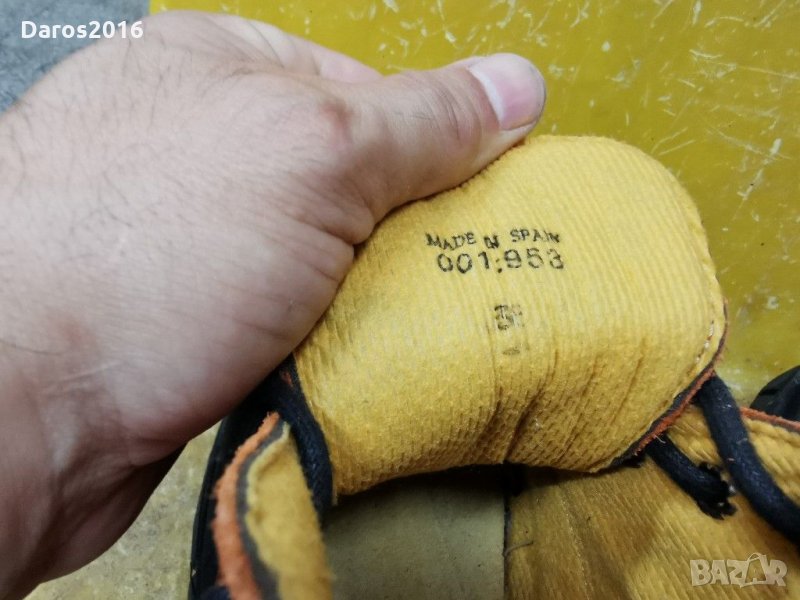 Daros2016
MADE IN SPAIN
001.953
BAZAR